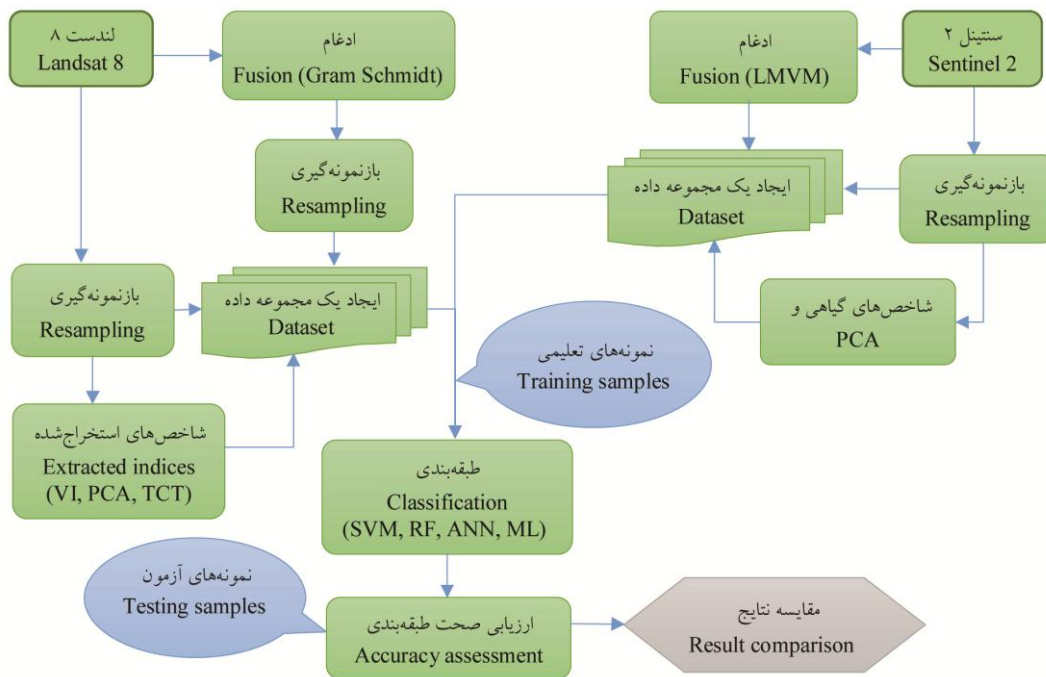 لندست ۸
Landsat 8
ادغام
Fusion (Gram Schmidt)
ادغام
Fusion (LMVM)
سنتینل ۲
Sentinel 2
بازنمونه‌گیری
Resampling
ایجاد یک مجموعه داده
Dataset
بازنمونه‌گیری
Resampling
بازنمونه‌گیری
Resampling
ایجاد یک مجموعه داده
Dataset
شاخص‌های گیاهی و
PCA
نمونه‌های تعلیمی
Training samples
شاخص‌های استخراج‌شده
Extracted indices
(VI, PCA, TCT)
طبقه‌بندی
Classification
(SVM, RF, ANN, ML)
نمونه‌های آزمون
Testing samples
ارزیابی صحت طبقه‌بندی
Accuracy assessment
مقایسه نتایج
Result comparison